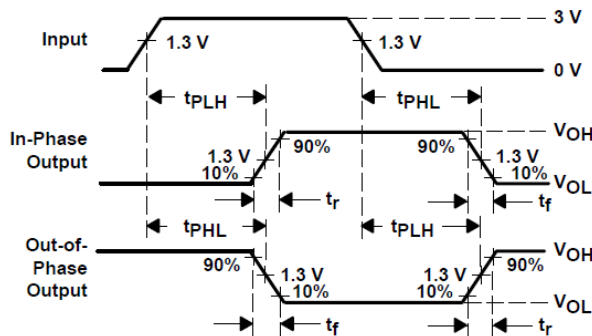 3 V
Input
1.3 V
1.3 V
0 V
tPLH
tPHL
In-Phase
Output
VOH
90%
90%
1.3 V
1.3 V
10%
10%
VOL
tr
tf
tPHL
tPLH
Out-of-
Phase
Output
VOH
90%
90%
1.3 V
1.3 V
10%
10%
VOL
tf
tr